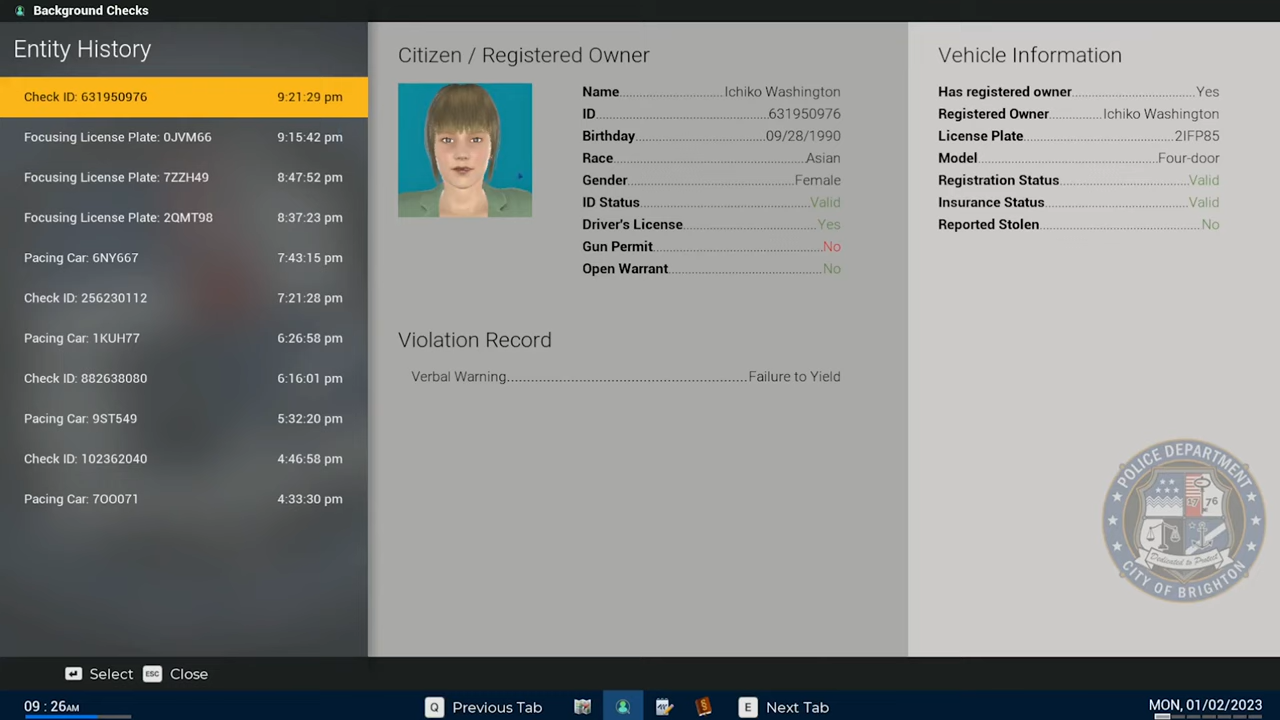 Background Checks
Entity History
Check ID: 631950976 9:21:29 pm
Focusing License Plate: 0JVM66 9:15:42 pm
Focusing License Plate: 7ZZH49 8:47:52 pm
Focusing License Plate: 2QMT98 8:37:23 pm
Pacing Car: 6NY667 7:43:15 pm
Check ID: 256230112 7:21:28 pm
Pacing Car: 1KUH77 6:26:58 pm
Check ID: 882638080 6:16:01 pm
Pacing Car: 9ST549 5:32:20 pm
Check ID: 102362040 4:46:58 pm
Pacing Car: 7OO071 4:33:30 pm
Citizen / Registered Owner
Name Ichiko Washington
ID 631950976
Birthday 09/28/1990
Race Asian
Gender Female
ID Status Valid
Driver's License Yes
Gun Permit No
Open Warrant No
Violation Record
Verbal Warning Failure to Yield
Vehicle Information
Has registered owner Yes
Registered Owner Ichiko Washington
License Plate 2IFP85
Model Four-door
Registration Status Valid
Insurance Status Valid
Reported Stolen No
POLICE DEPARTMENT
17 76
Dedicated to Protect
CITY OF BRIGHTON
Select ESC Close
09 : 26AM
Q Previous Tab
E Next Tab
MON, 01/02/2023